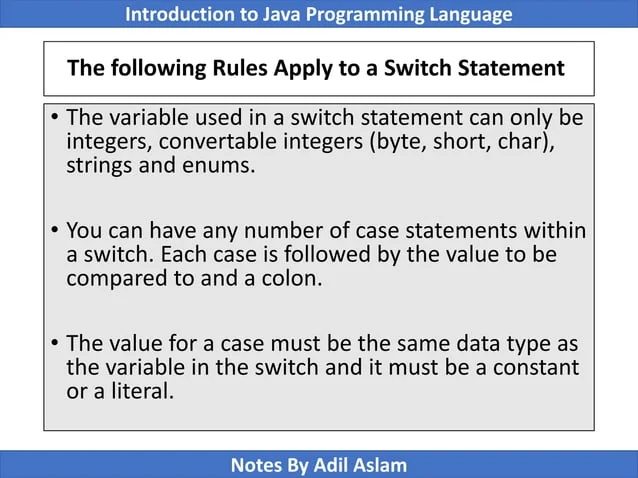 Introduction to Java Programming Language
The following Rules Apply to a Switch Statement
• The variable used in a switch statement can only be
integers, convertable integers (byte, short, char),
strings and enums.
• You can have any number of case statements within
a switch. Each case is followed by the value to be
compared to and a colon.
• The value for a case must be the same data type as
the variable in the switch and it must be a constant
or a literal.
Notes By Adil Aslam